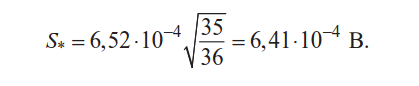 S* = 6,52·10⁻⁴ √(35/36) = 6,41·10⁻⁴ В.